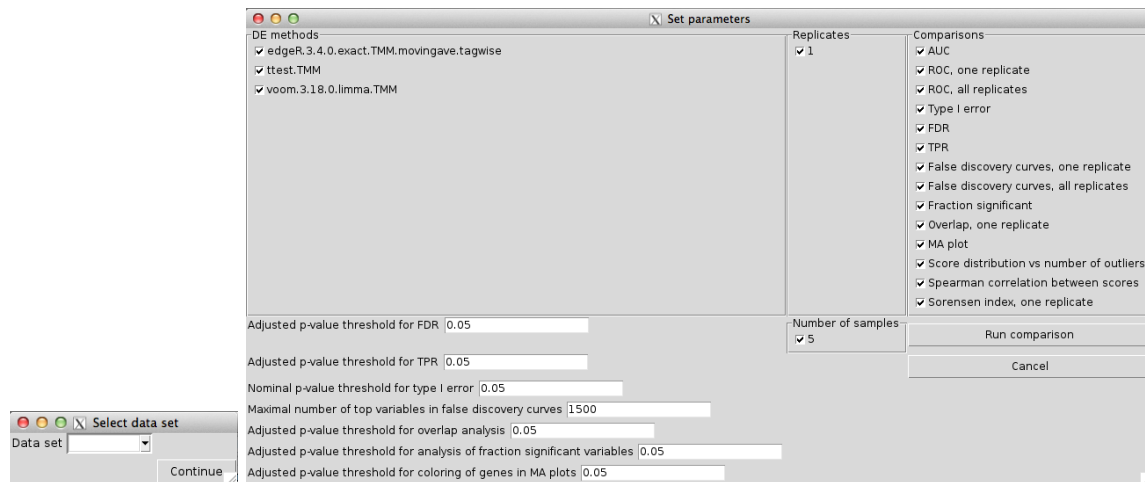 Select data set
Data set
Continue
Set parameters
DE methods
edgeR.3.4.0.exact.TMM.movingave.tagwise
ttest.TMM
voom.3.18.0.limma.TMM
Replicates
1
Comparisons
AUC
ROC, one replicate
ROC, all replicates
Type I error
FDR
TPR
False discovery curves, one replicate
False discovery curves, all replicates
Fraction significant
Overlap, one replicate
MA plot
Score distribution vs number of outliers
Spearman correlation between scores
Sorensen index, one replicate
Adjusted p-value threshold for FDR 0.05
Adjusted p-value threshold for TPR 0.05
Nominal p-value threshold for type I error 0.05
Maximal number of top variables in false discovery curves 1500
Adjusted p-value threshold for overlap analysis 0.05
Adjusted p-value threshold for analysis of fraction significant variables 0.05
Adjusted p-value threshold for coloring of genes in MA plots 0.05
Number of samples
5
Run comparison
Cancel